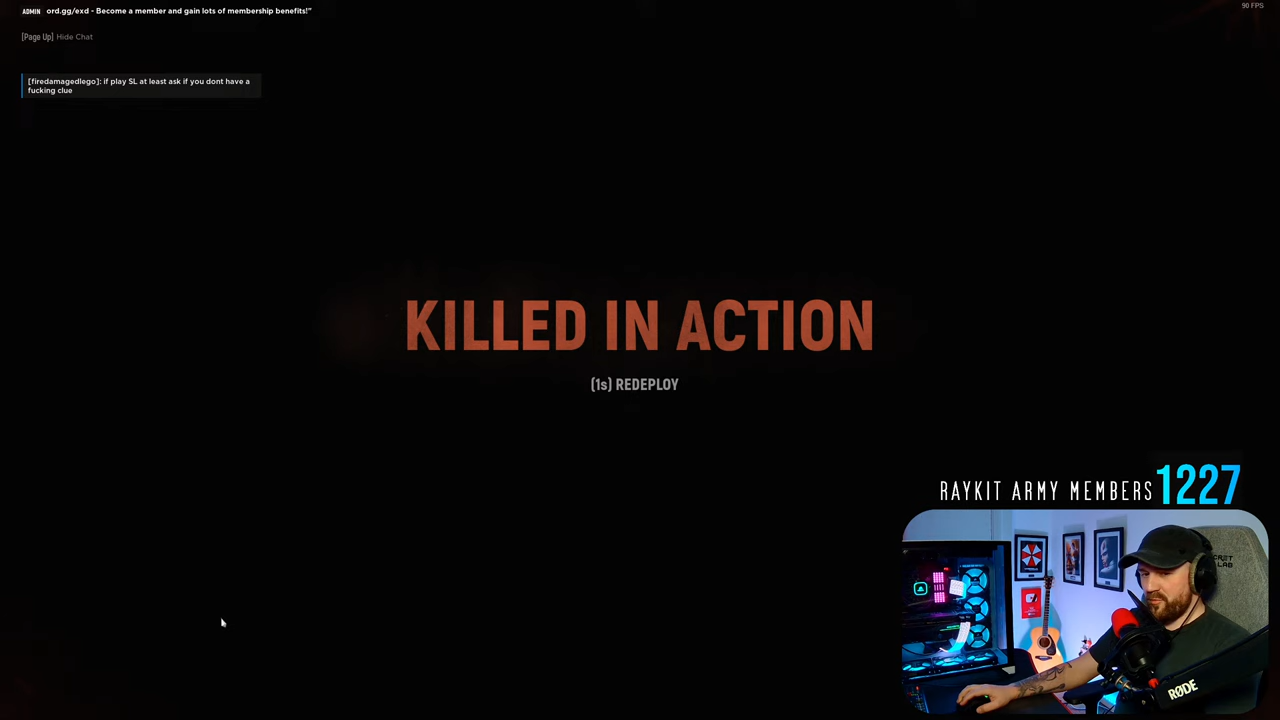 ADMIN ord.gg/exd - Become a member and gain lots of membership benefits!"
90 FPS
[Page Up] Hide Chat
[firedamagedlego]: if play SL at least ask if you dont have a
fucking clue
KILLED IN ACTION
(1s) REDEPLOY
RAYKIT ARMY MEMBERS 1227
RØDE